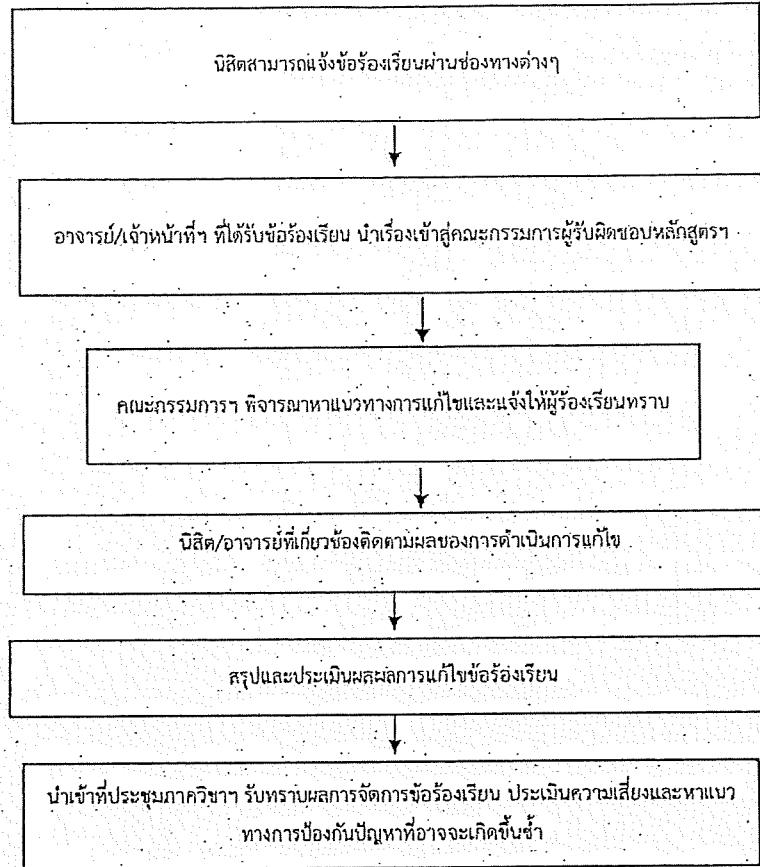 นิสิตสามารถแจ้งข้อร้องเรียนผ่านช่องทางต่างๆ
อาจารย์/เจ้าหน้าที่ฯ ที่ได้รับข้อร้องเรียน นำเรื่องเข้าสู่คณะกรรมการผู้รับผิดชอบหลักสูตรฯ
คณะกรรมการฯ พิจารณาหาแนวทางการแก้ไขและแจ้งให้ผู้ร้องเรียนทราบ
นิสิต/อาจารย์ที่เกี่ยวข้องติดตามผลของการดำเนินการแก้ไข
สรุปและประเมินผลผลการแก้ไขข้อร้องเรียน
นำเข้าที่ประชุมภาควิชาฯ รับทราบผลการจัดการข้อร้องเรียน ประเมินความเสี่ยงและหาแนว
ทางการป้องกันปัญหาที่อาจจะเกิดขึ้นซ้ำ